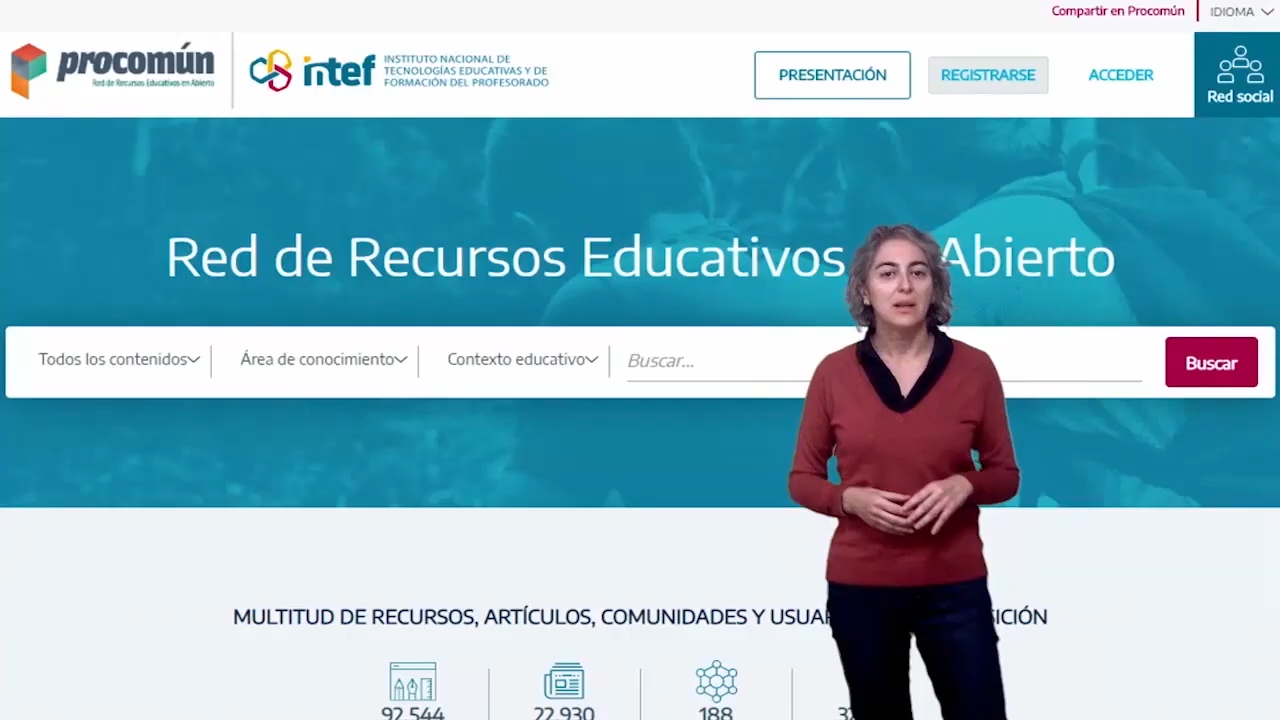 Compartir en Procomún
IDIOMA
procomún
Red de Recursos Educativos en Abierto
intef
INSTITUTO NACIONAL DE
TECNOLOGÍAS EDUCATIVAS Y DE
FORMACIÓN DEL PROFESORADO
PRESENTACIÓN
REGISTRARSE
ACCEDER
Red social
Red de Recursos Educativos Abierto
Todos los contenidos
Área de conocimiento
Contexto educativo
Buscar...
Buscar
MULTITUD DE RECURSOS, ARTÍCULOS, COMUNIDADES Y
92.544
22.930
188